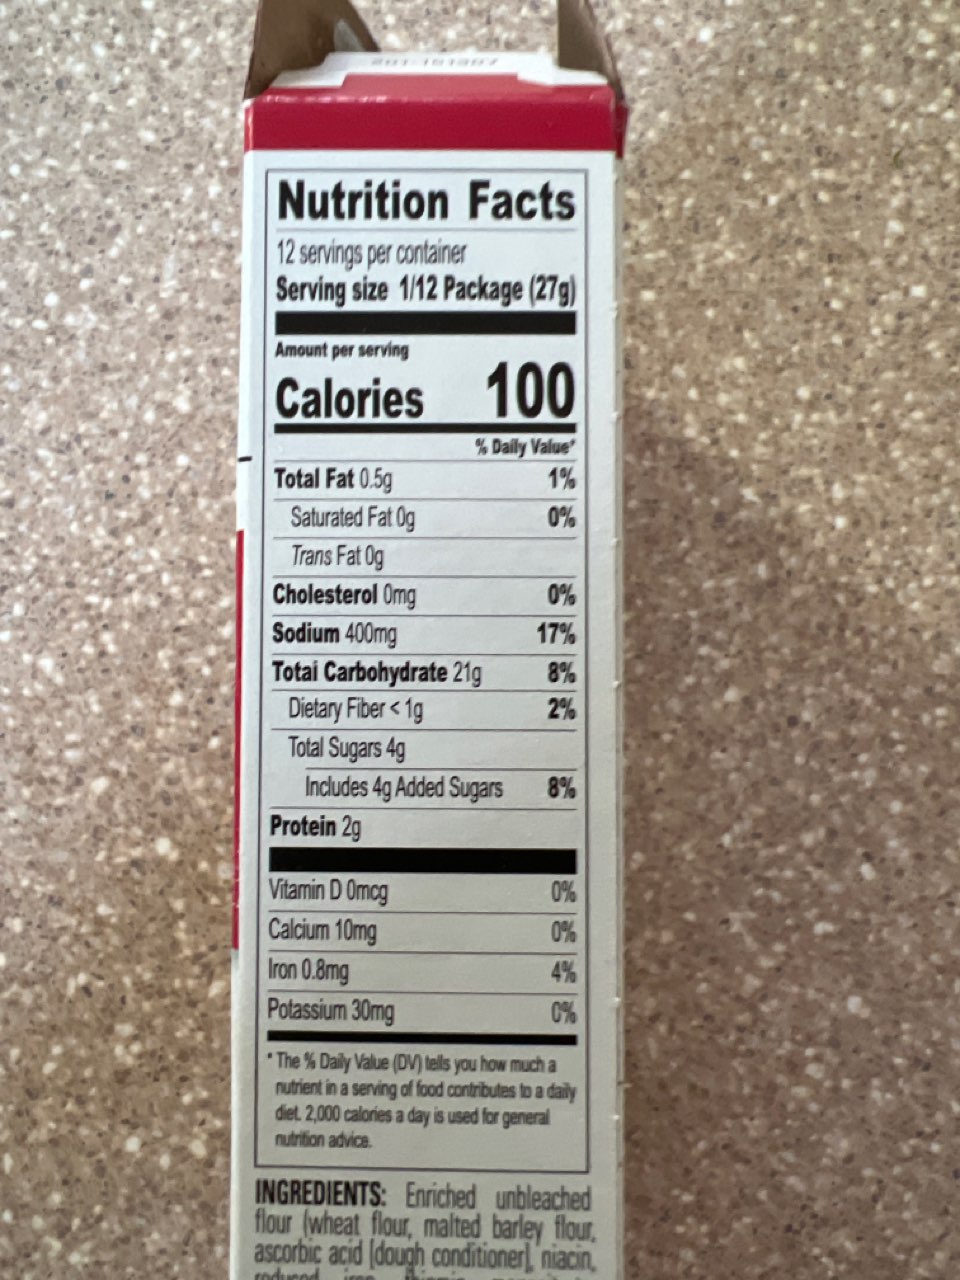 Nutrition Facts
12 servings per container
Serving size 1/12 Package (27g)
Amount per serving
Calories 100
% Daily Value*
Total Fat 0.5g 1%
Saturated Fat 0g 0%
Trans Fat 0g
Cholesterol 0mg 0%
Sodium 400mg 17%
Total Carbohydrate 21g 8%
Dietary Fiber < 1g 2%
Total Sugars 4g
Includes 4g Added Sugars 8%
Protein 2g
Vitamin D 0mcg 0%
Calcium 10mg 0%
Iron 0.8mg 4%
Potassium 30mg 0%
* The % Daily Value (DV) tells you how much a
nutrient in a serving of food contributes to a daily
diet. 2,000 calories a day is used for general
nutrition advice.
INGREDIENTS: Enriched unbleached
flour (wheat flour, malted barley flour,
ascorbic acid [dough conditioner], niacin,